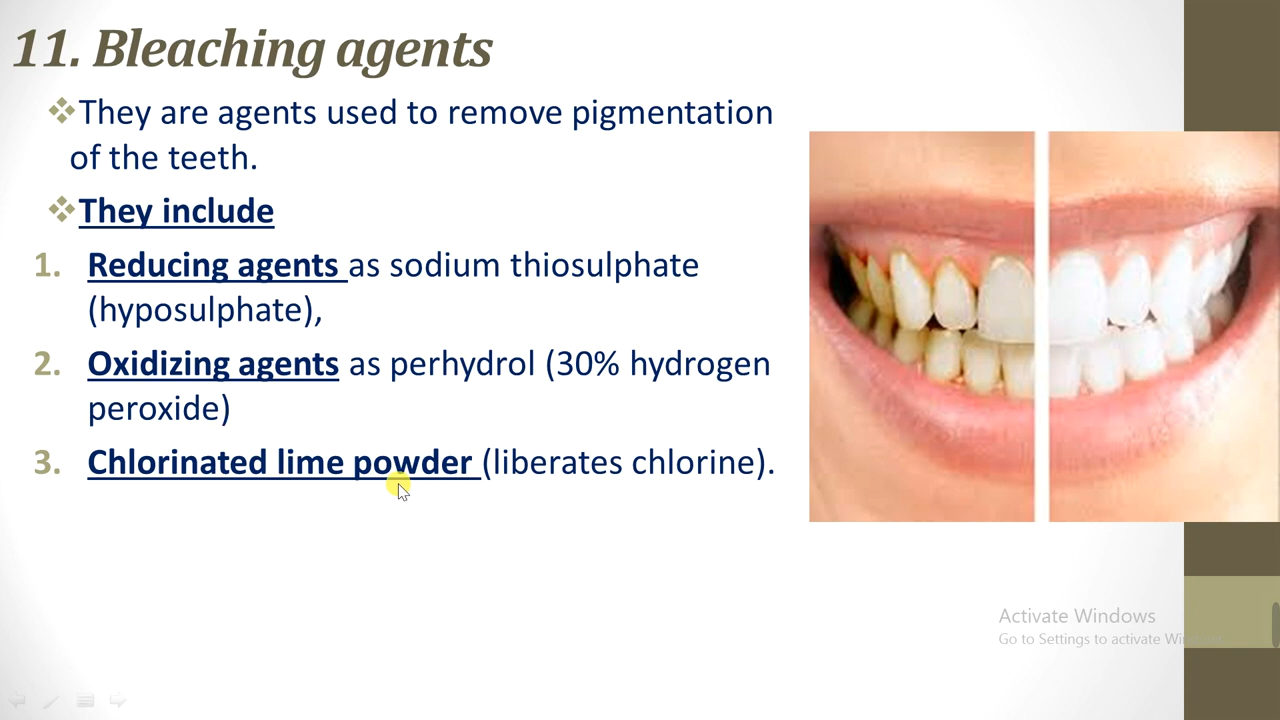 11. Bleaching agents
❖They are agents used to remove pigmentation
of the teeth.
❖They include
1. Reducing agents as sodium thiosulphate
(hyposulphate),
2. Oxidizing agents as perhydrol (30% hydrogen
peroxide)
3. Chlorinated lime powder (liberates chlorine).
Activate Windows
Go to Settings to activate Windows.